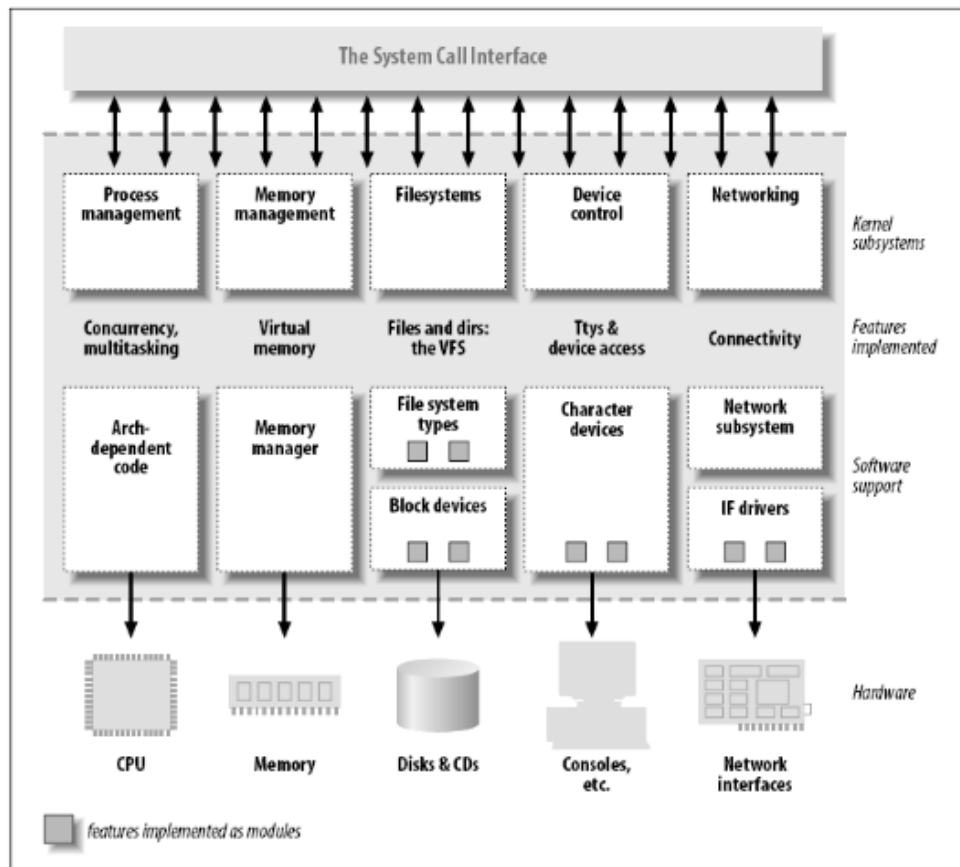 The System Call Interface
Process
management
Memory
management
Filesystems
Device
control
Networking
Kernel
subsystems
Concurrency,
multitasking
Virtual
memory
Files and dirs:
the VFS
Ttys &
device access
Connectivity
Features
implemented
Arch-
dependent
code
Memory
manager
File system
types
Block devices
Character
devices
Network
subsystem
IF drivers
Software
support
Hardware
CPU
Memory
Disks & CDs
Consoles,
etc.
Network
interfaces
features implemented as modules